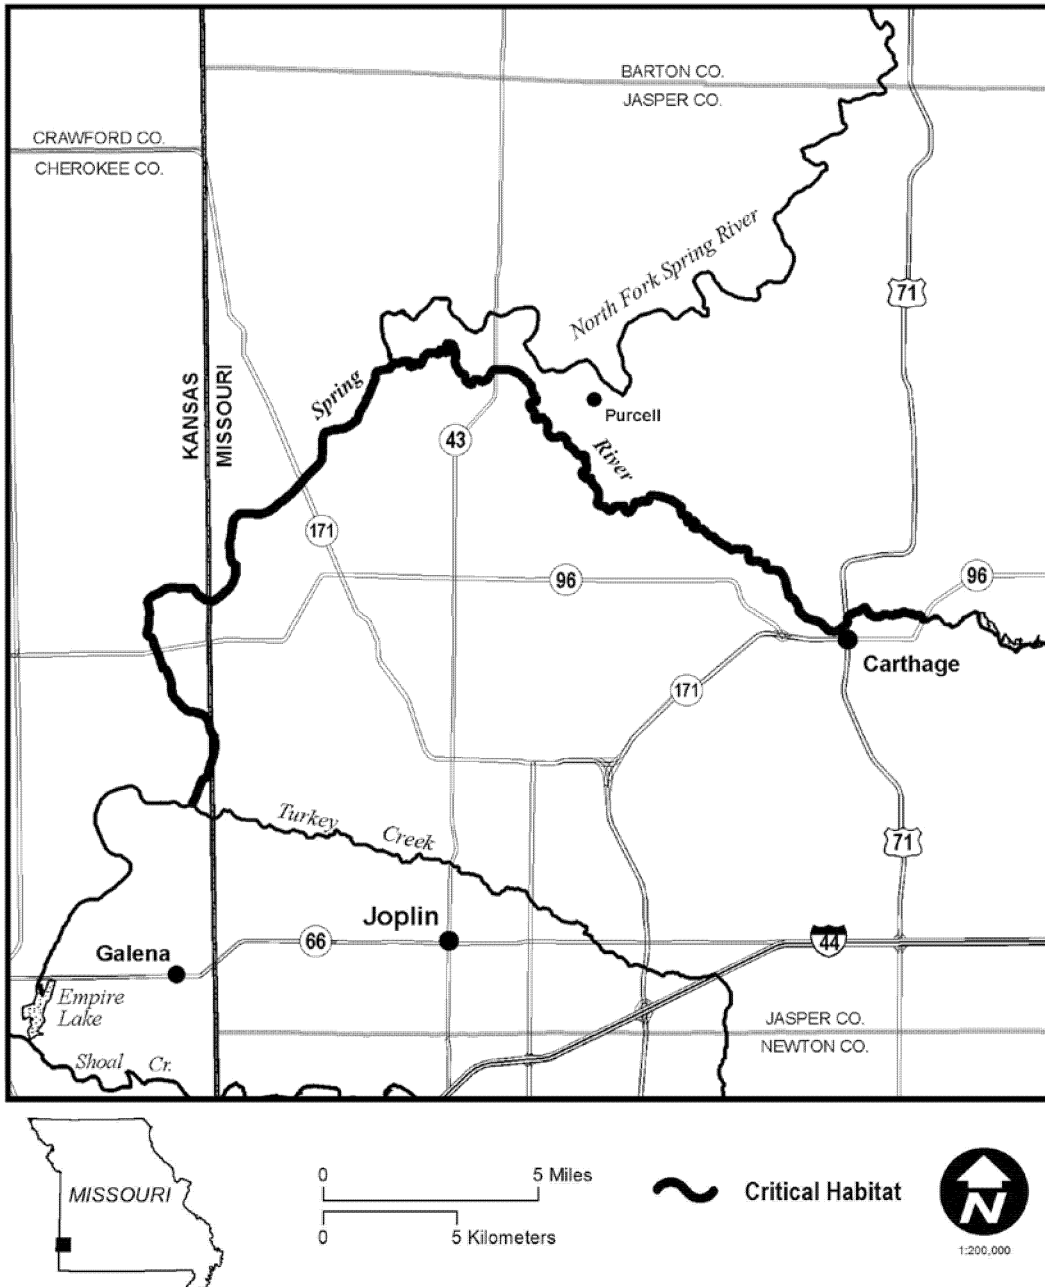 BARTON CO.
JASPER CO.
CRAWFORD CO.
CHEROKEE CO.
North Fork Spring River
71
KANSAS
MISSOURI
Spring
River
Purcell
43
171
96
96
Carthage
171
Turkey
Creek
71
Joplin
66
44
Galena
Empire
Lake
JASPER CO.
NEWTON CO.
Shoal Cr.
MISSOURI
0 5 Miles
0 5 Kilometers
Critical Habitat
N
1:200,000